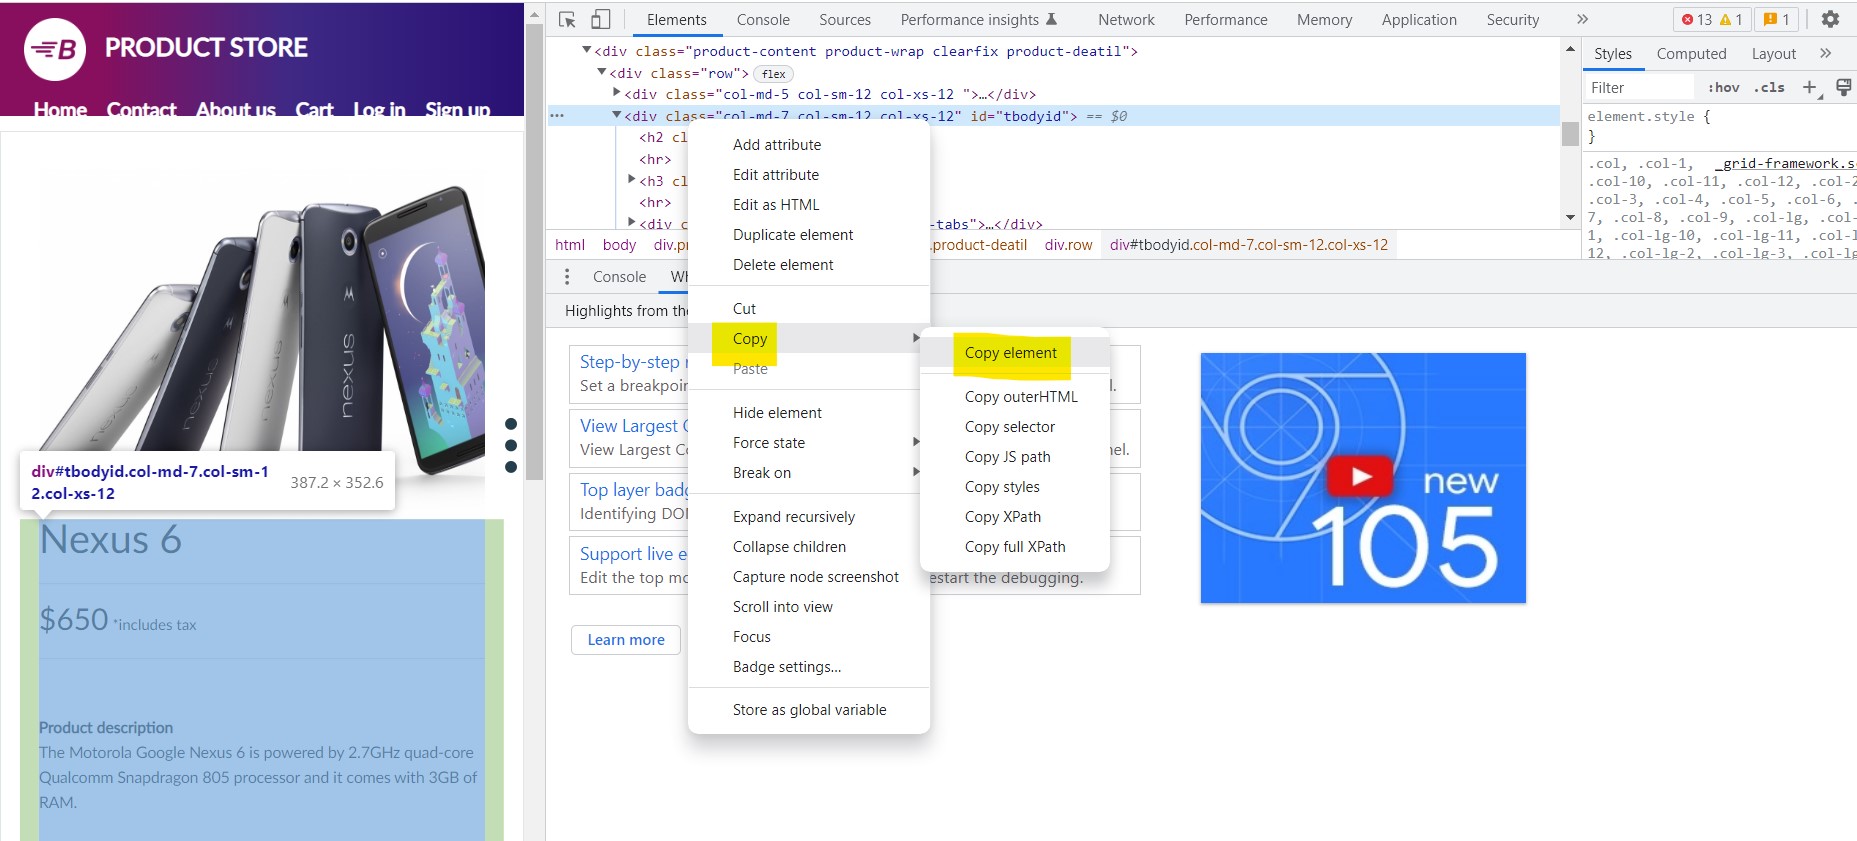 B PRODUCT STORE
Home Contact About us Cart Log in Sign up
nexus
nexus
nexus
div#tbodyid.col-md-7.col-sm-1
2.col-xs-12
387.2 × 352.6
Nexus 6
$650 *includes tax
Product description
The Motorola Google Nexus 6 is powered by 2.7GHz quad-core
Qualcomm Snapdragon 805 processor and it comes with 3GB of
RAM.
Elements Console Sources Performance insights Network Performance Memory Application Security » 13 1 1
<div class="product-content product-wrap clearfix product-deatil">
<div class="row"> flex
<div class="col-md-5 col-sm-12 col-xs-12 ">…</div>
<div class="col-md-7 col-sm-12 col-xs-12" id="tbodyid"> == $0
<h2 cl
<hr>
<h3 cl
<hr>
<div c -tabs">…</div>
html body div.pr .product-deatil div.row div#tbodyid.col-md-7.col-sm-12.col-xs-12
Console Wh
Highlights from the
Step-by-step r
Set a breakpoin l.
View Largest C
View Largest Co nel.
Top layer badg
Identifying DO
Support live e
Edit the top mo estart the debugging.
Learn more
Add attribute
Edit attribute
Edit as HTML
Duplicate element
Delete element
Cut
Copy
Paste
Hide element
Force state
Break on
Expand recursively
Collapse children
Capture node screenshot
Scroll into view
Focus
Badge settings...
Store as global variable
Copy element
Copy outerHTML
Copy selector
Copy JS path
Copy styles
Copy XPath
Copy full XPath
new
105
Styles Computed Layout »
Filter :hov .cls +
element.style {
}
.col, .col-1, _grid-framework.s
.col-10, .col-11, .col-12, .col-2
.col-3, .col-4, .col-5, .col-6,
7, .col-8, .col-9, .col-lg, .col-
1, .col-lg-10, .col-lg-11, .col-l
12, .col-lg-2, .col-lg-3, .col-lg